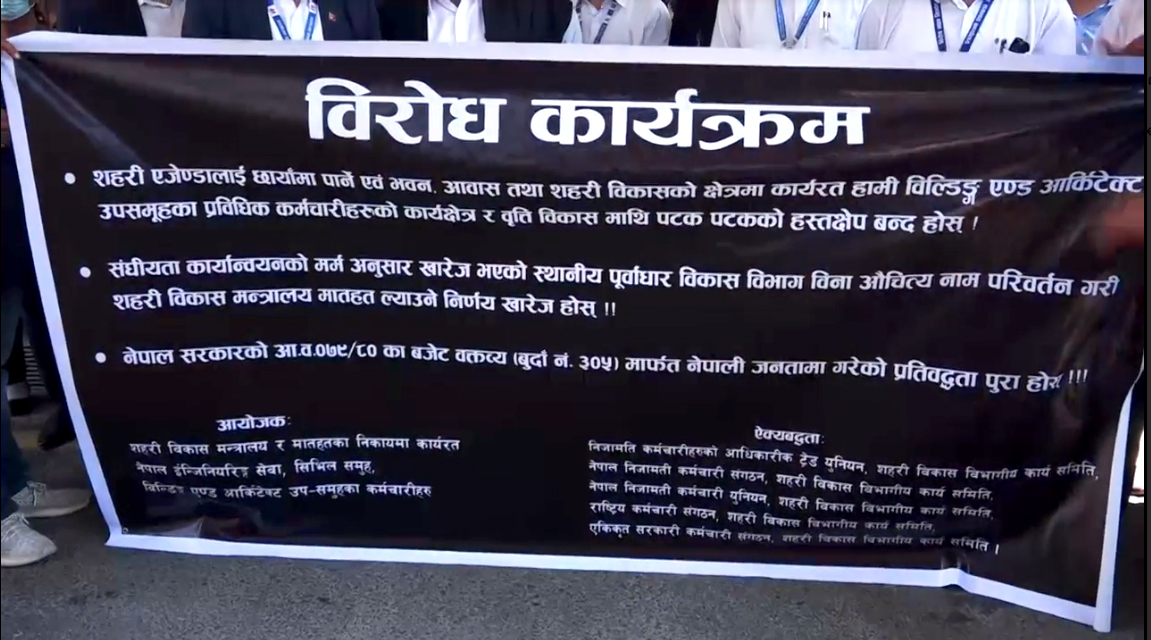 विरोध कार्यक्रम
• शहरी एजेण्डालाई छायाँमा पार्ने एवं भवन, आवास तथा शहरी विकासको क्षेत्रमा कार्यरत हामी विल्डिङ्ग एण्ड आर्किटेक्ट
उपसमूहका प्रविधिक कर्मचारीहरुको कार्यक्षेत्र र वृति विकास माथि पटक पटकको हस्तक्षेप बन्द होस् !
• संघीयता कार्यान्वयनको मर्म अनुसार खारेज भएको स्थानीय पूर्वाधार विकास विभाग विना औचित्य नाम परिवर्तन गरी
शहरी विकास मन्त्रालय मातहत ल्याउने निर्णय खारेज होस् !!
• नेपाल सरकारको आ.व.०७९/८० का बजेट वक्तव्य (बुदाँ नं. ३०५) मार्फत नेपाली जनतामा गरेको प्रतिवद्धता पुरा होस् !!!
आयोजकः
शहरी विकास मन्त्रालय र मातहतका निकायमा कार्यरत
नेपाल ईन्जिनियरिङ्ग सेवा, सिभिल समुह,
विल्डिङ्ग एण्ड आर्किटेक्ट उप-समुहका कर्मचारीहरु
ऐक्यबद्धताः
निजामति कर्मचारीहरुको आधिकारीक ट्रेड युनियन, शहरी विकास विभागीय कार्य समिति,
नेपाल निजामती कर्मचारी संगठन, शहरी विकास विभागीय कार्य समिति,
नेपाल निजामती कर्मचारी युनियन, शहरी विकास विभागीय कार्य समिति,
राष्ट्रिय कर्मचारी संगठन, शहरी विकास विभागीय कार्य समिति,
एकिकृत सरकारी कर्मचारी संगठन, शहरी विकास विभागीय कार्य समिति ।